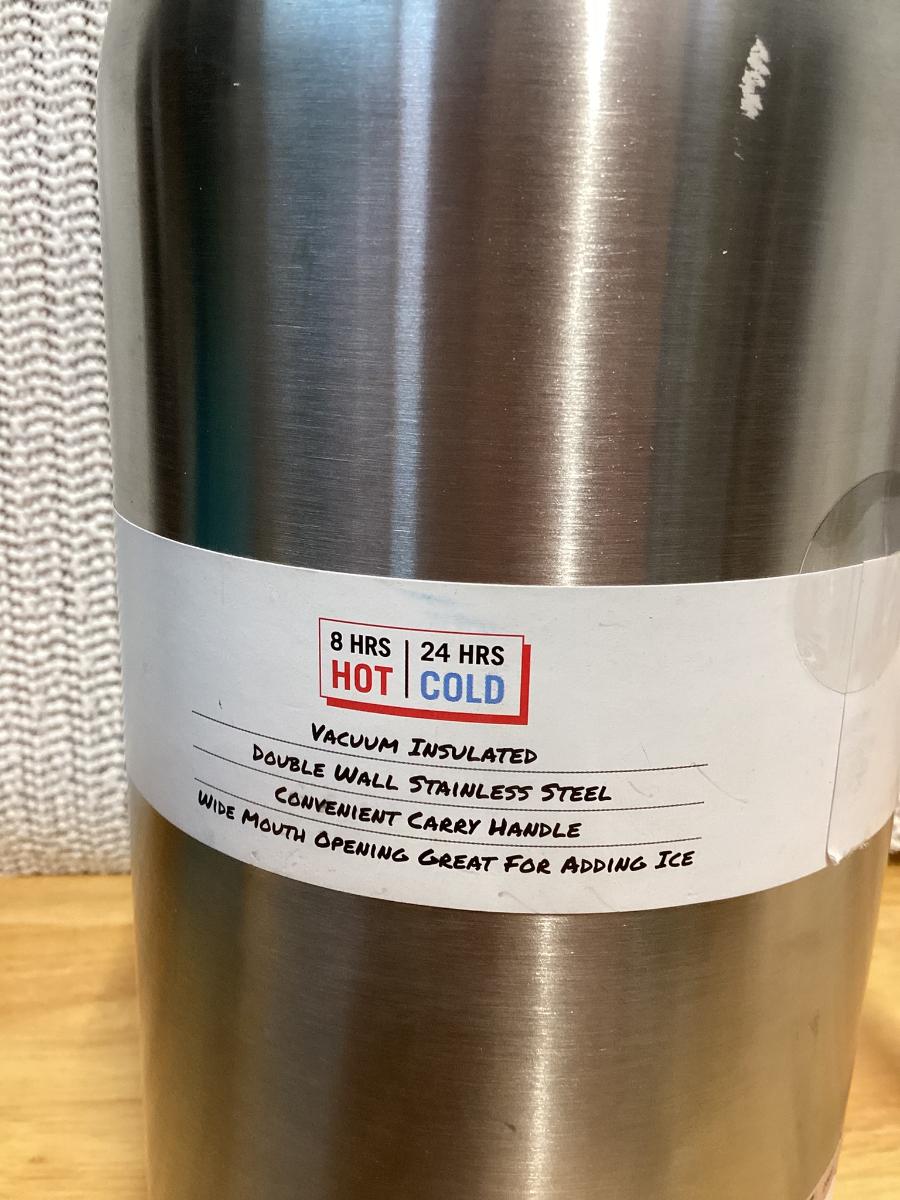 8 HRS | 24 HRS
HOT | COLD
VACUUM INSULATED
DOUBLE WALL STAINLESS STEEL
CONVENIENT CARRY HANDLE
WIDE MOUTH OPENING GREAT FOR ADDING ICE